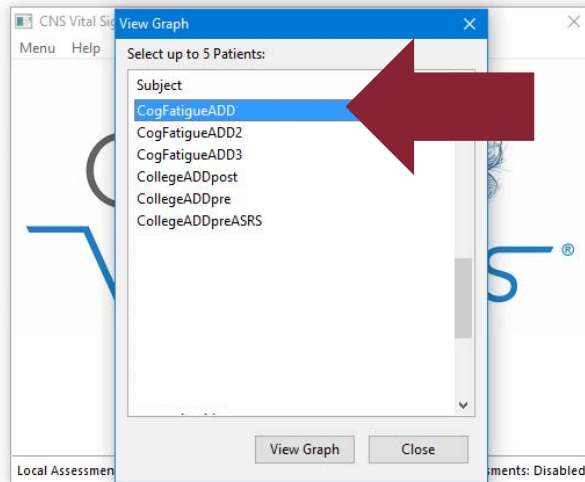 CNS Vital Sig
View Graph
Menu Help
Select up to 5 Patients:
Subject
CogFatigueADD
CogFatigueADD2
CogFatigueADD3
CollegeADDpost
CollegeADDpre
CollegeADDpreASRS
®
View Graph Close
Local Assessmen
sments: Disabled